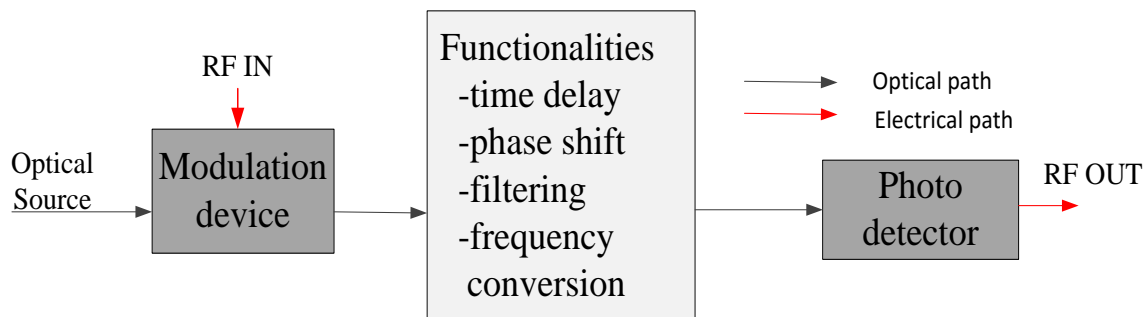 RF IN
Optical
Source
Modulation
device
Functionalities
-time delay
-phase shift
-filtering
-frequency
conversion
Optical path
Electrical path
Photo
detector
RF OUT